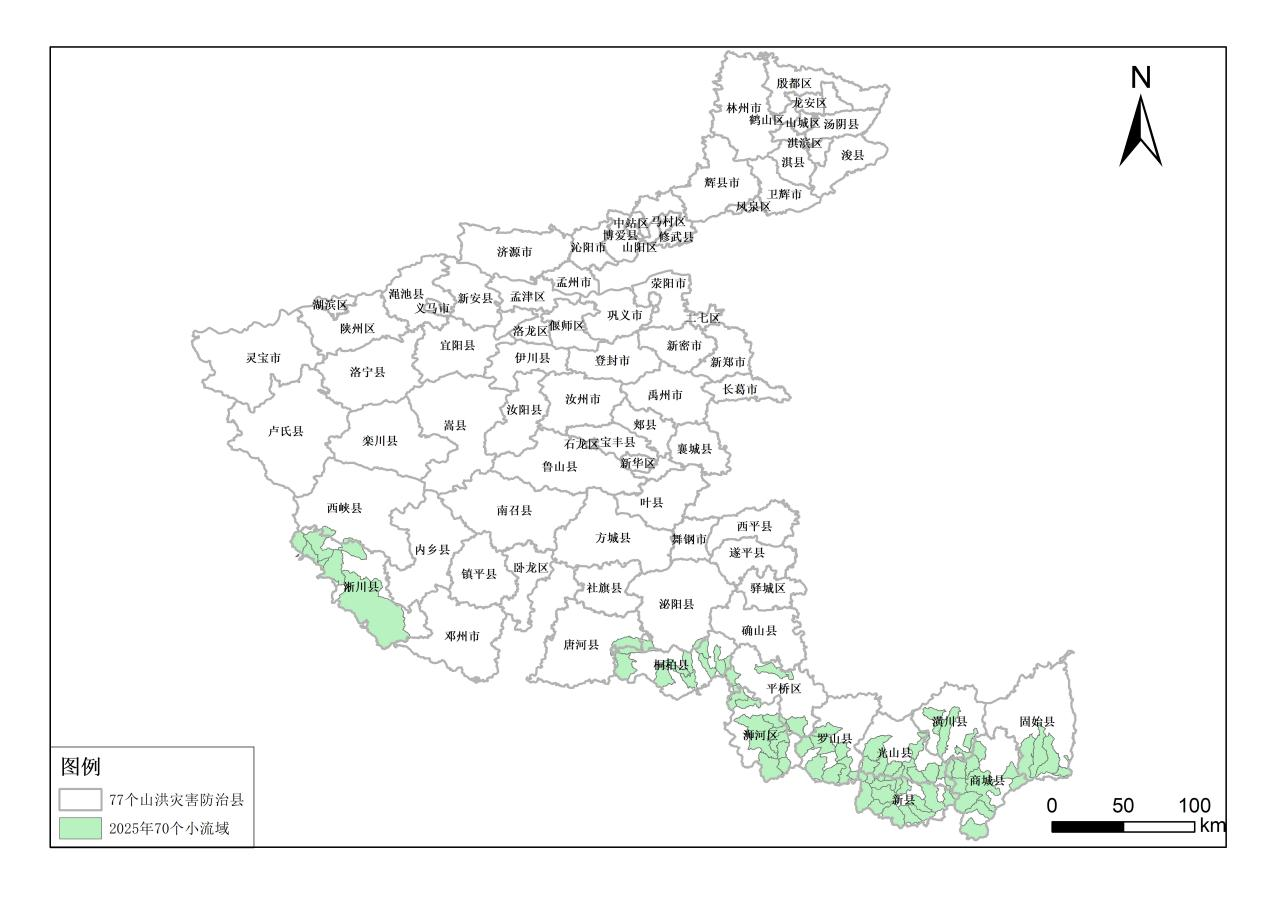 N
殷都区
林州市
龙安区
鹤山区
山城区
汤阴县
淇滨区
浚县
淇县
辉县市
卫辉市
凤泉区
中站区
马村区
博爱县
修武县
沁阳市
山阳区
济源市
孟州市
荥阳市
渑池县
新安县
孟津区
湖滨区
义马市
巩义市
二七区
陕州区
洛龙区
偃师区
宜阳县
新密市
灵宝市
伊川县
登封市
新郑市
洛宁县
长葛市
禹州市
汝州市
汝阳县
嵩县
郏县
卢氏县
栾川县
石龙区
宝丰县
襄城县
鲁山县
新华区
西峡县
南召县
叶县
西平县
方城县
舞钢市
内乡县
遂平县
镇平县
卧龙区
淅川县
社旗县
驿城区
泌阳县
确山县
邓州市
唐河县
桐柏县
平桥区
潢川县
固始县
浉河区
罗山县
光山县
商城县
新县
图例
77个山洪灾害防治县
2025年70个小流域
0 50 100
km